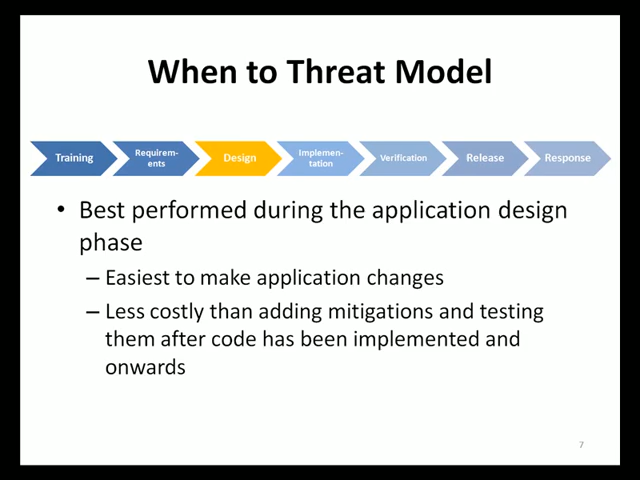 When to Threat Model
Training
Requirem-
ents
Design
Implemen-
tation
Verification
Release
Response
• Best performed during the application design
phase
– Easiest to make application changes
– Less costly than adding mitigations and testing
them after code has been implemented and
onwards
7